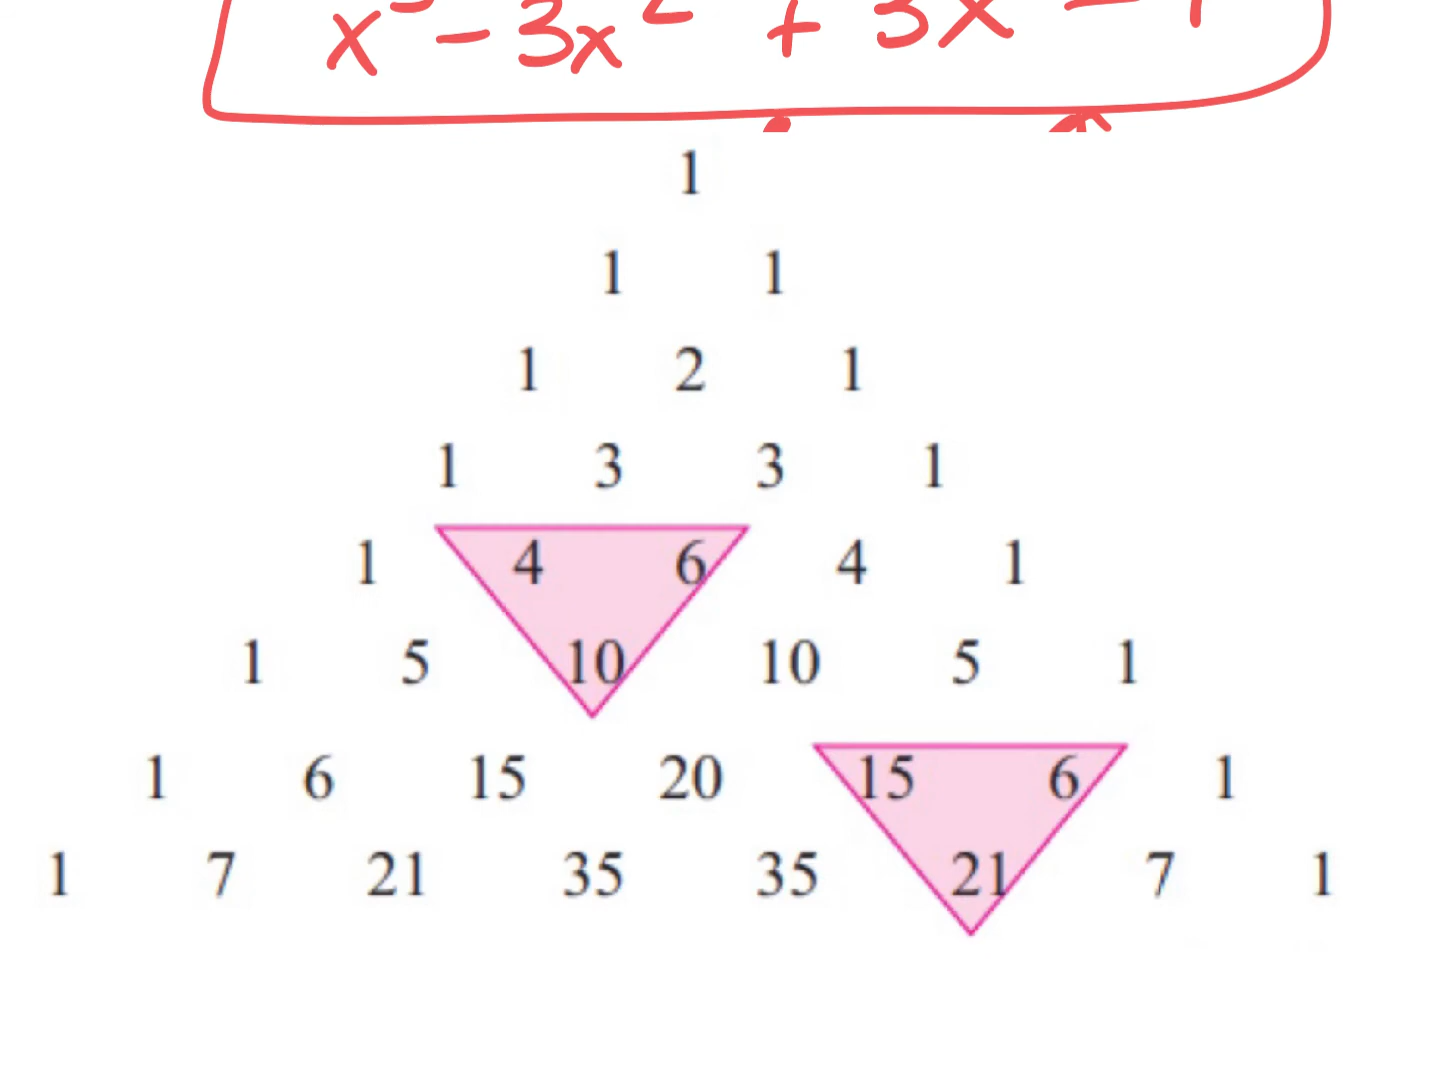 x³ - 3x² + 3x - 1
1
1 1
1 2 1
1 3 3 1
1 4 6 4 1
1 5 10 10 5 1
1 6 15 20 15 6 1
1 7 21 35 35 21 7 1